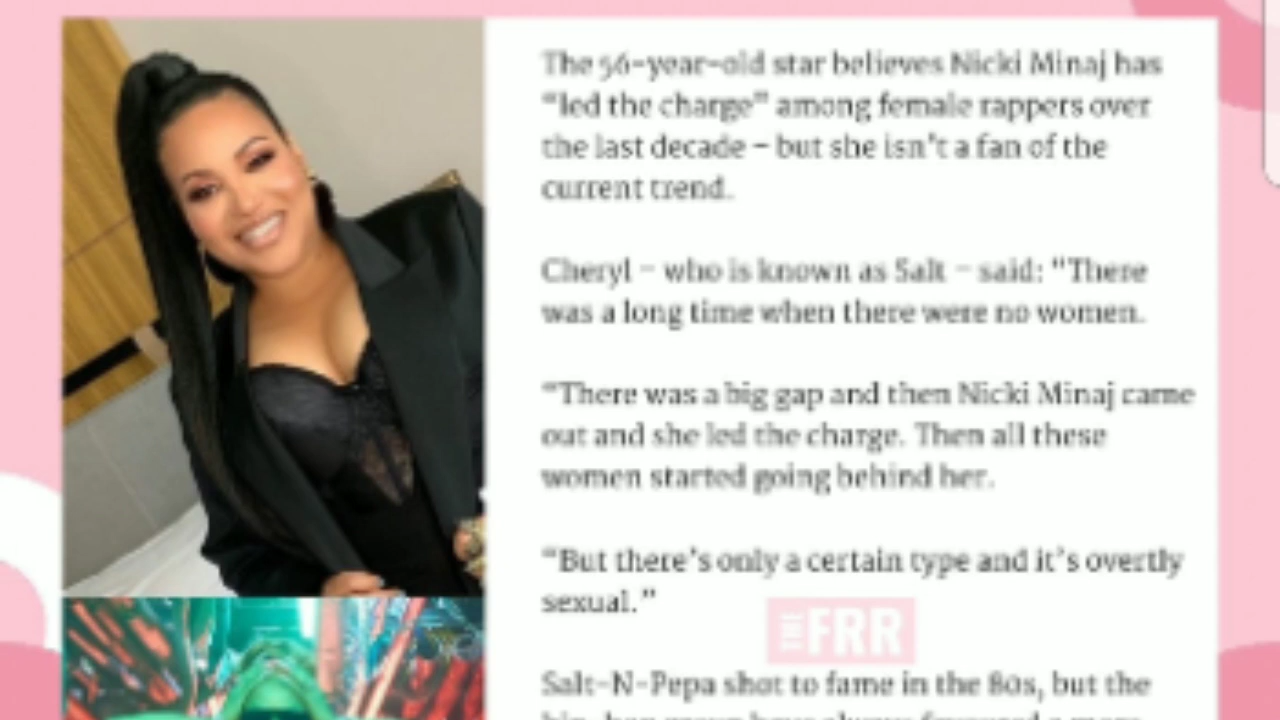 The 56-year-old star believes Nicki Minaj has
“led the charge” among female rappers over
the last decade – but she isn’t a fan of the
current trend.
Cheryl – who is known as Salt – said: “There
was a long time when there were no women.
“There was a big gap and then Nicki Minaj came
out and she led the charge. Then all these
women started going behind her.
“But there’s only a certain type and it’s overtly
sexual.”
THE FRR
Salt-N-Pepa shot to fame in the 80s, but the